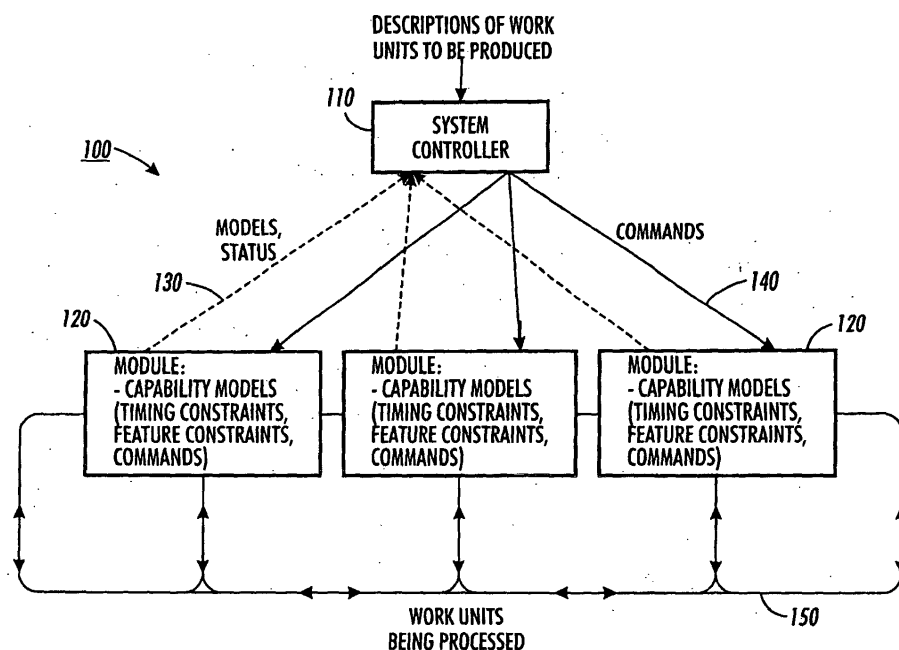 DESCRIPTIONS OF WORK
UNITS TO BE PRODUCED
110
SYSTEM
CONTROLLER
100
MODELS,
STATUS
COMMANDS
130
140
120
120
MODULE:
- CAPABILITY MODELS
(TIMING CONSTRAINTS,
FEATURE CONSTRAINTS,
COMMANDS)
MODULE:
- CAPABILITY MODELS
(TIMING CONSTRAINTS,
FEATURE CONSTRAINTS,
COMMANDS)
MODULE:
- CAPABILITY MODELS
(TIMING CONSTRAINTS,
FEATURE CONSTRAINTS,
COMMANDS)
WORK UNITS
BEING PROCESSED
150